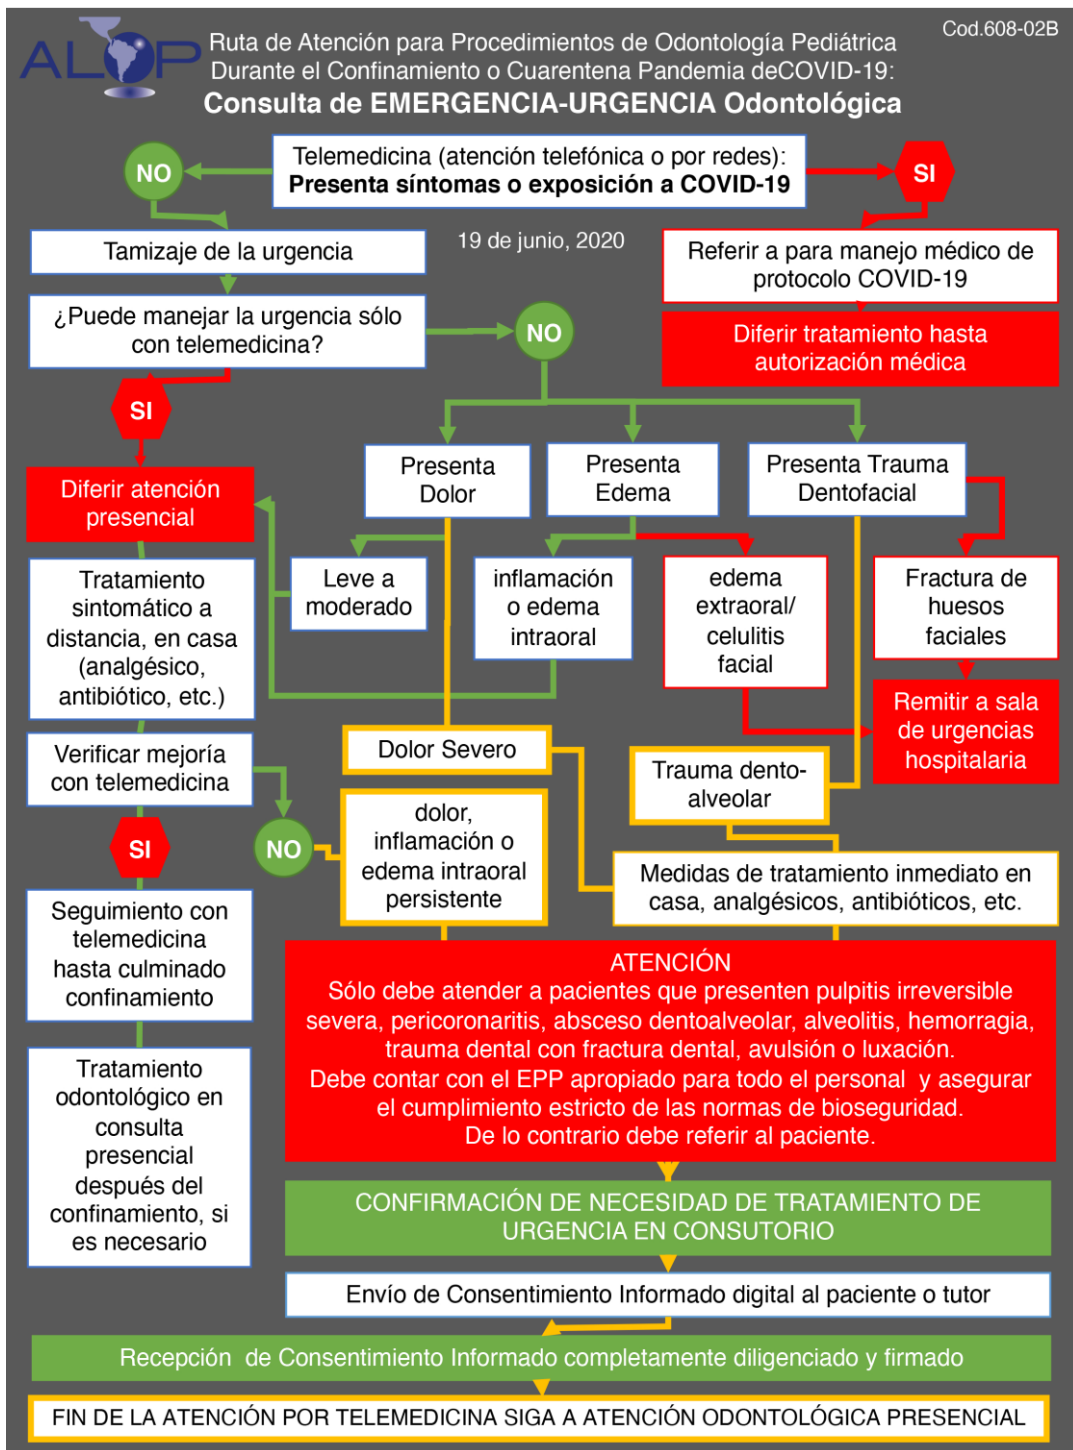 ALOP
Cod.608-02B
Ruta de Atención para Procedimientos de Odontología Pediátrica
Durante el Confinamiento o Cuarentena Pandemia deCOVID-19:
Consulta de EMERGENCIA-URGENCIA Odontológica
NO
Telemedicina (atención telefónica o por redes):
Presenta síntomas o exposición a COVID-19
SI
Tamizaje de la urgencia
19 de junio, 2020
Referir a para manejo médico de
protocolo COVID-19
¿Puede manejar la urgencia sólo
con telemedicina?
NO
Diferir tratamiento hasta
autorización médica
SI
Presenta
Dolor
Presenta
Edema
Presenta Trauma
Dentofacial
Diferir atención
presencial
Leve a
moderado
inflamación
o edema
intraoral
edema
extraoral/
celulitis
facial
Fractura de
huesos
faciales
Tratamiento
sintomático a
distancia, en casa
(analgésico,
antibiótico, etc.)
Remitir a sala
de urgencias
hospitalaria
Dolor Severo
Trauma dento-
alveolar
Verificar mejoría
con telemedicina
SI
NO
dolor,
inflamación o
edema intraoral
persistente
Medidas de tratamiento inmediato en
casa, analgésicos, antibióticos, etc.
Seguimiento con
telemedicina
hasta culminado
confinamiento
ATENCIÓN
Sólo debe atender a pacientes que presenten pulpitis irreversible
severa, pericoronaritis, absceso dentoalveolar, alveolitis, hemorragia,
trauma dental con fractura dental, avulsión o luxación.
Debe contar con el EPP apropiado para todo el personal y asegurar
el cumplimiento estricto de las normas de bioseguridad.
De lo contrario debe referir al paciente.
Tratamiento
odontológico en
consulta
presencial
después del
confinamiento, si
es necesario
CONFIRMACIÓN DE NECESIDAD DE TRATAMIENTO DE
URGENCIA EN CONSUTORIO
Envío de Consentimiento Informado digital al paciente o tutor
Recepción de Consentimiento Informado completamente diligenciado y firmado
FIN DE LA ATENCIÓN POR TELEMEDICINA SIGA A ATENCIÓN ODONTOLÓGICA PRESENCIAL